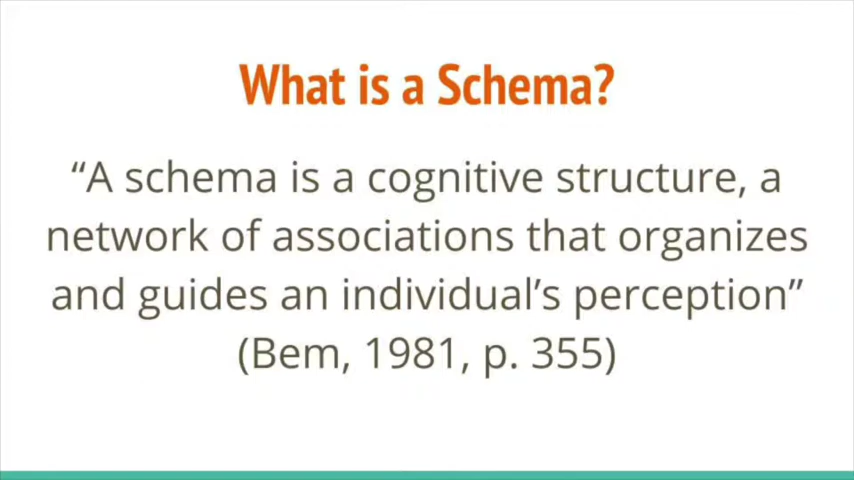 What is a Schema?
“A schema is a cognitive structure, a
network of associations that organizes
and guides an individual’s perception”
(Bem, 1981, p. 355)